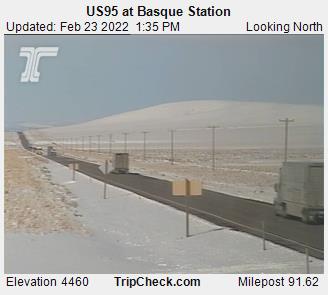 US95 at Basque Station
Updated: Feb 23 2022 1:35 PM Looking North
Elevation 4460 TripCheck.com Milepost 91.62